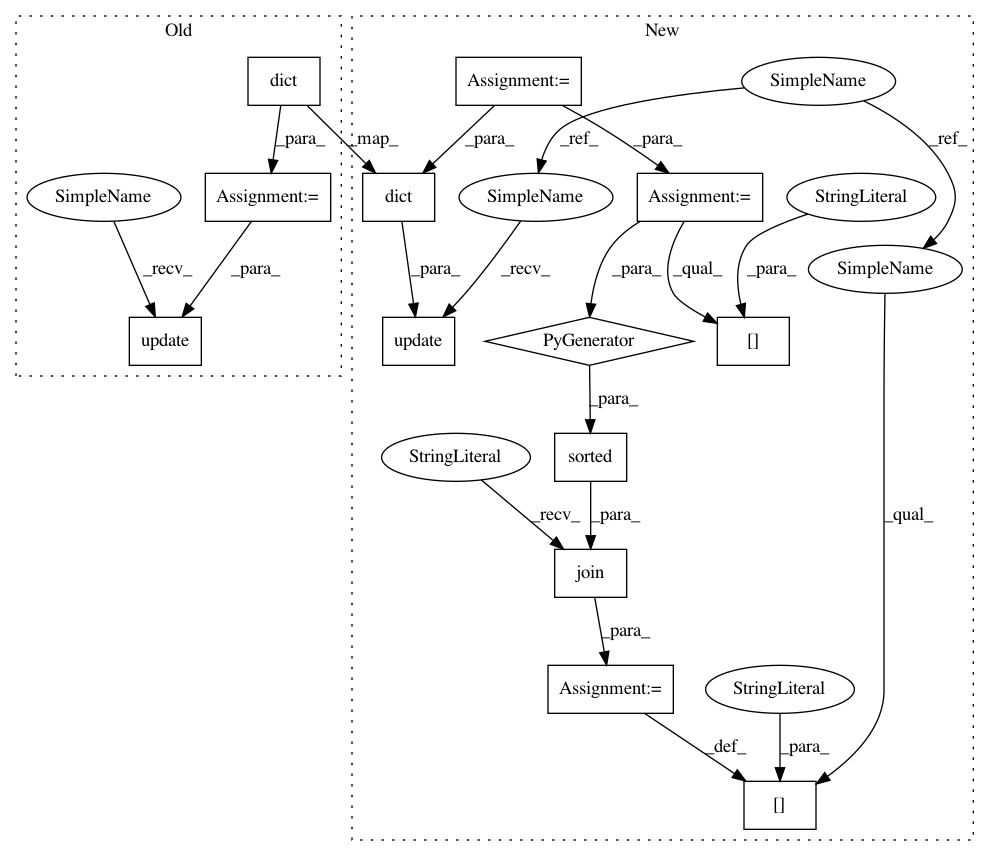 Old
New
dict
Assignment:=
SimpleName
_para_
_map_
_para_
_ref_
_para_
_ref_
SimpleName
Assignment:=
dict
SimpleName
Assignment:=
StringLiteral
SimpleName
_recv_
_para_
_para_
_recv_
_para_
_qual_
_para_
update
update
PyGenerator
[]
_para_
StringLiteral
sorted
_recv_
_para_
_qual_
join
_para_
Assignment:=
StringLiteral
_def_
_para_
[]